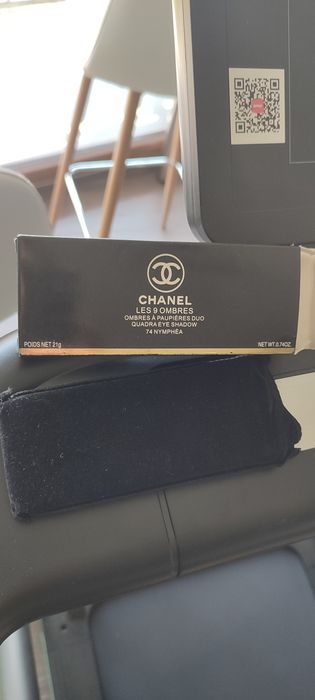 CHANEL
LES 9 OMBRES
OMBRES À PAUPIÈRES DUO
QUADRA EYE SHADOW
74 NYMPHÉA
POIDS NET 21g
NET WT. 0.74OZ.